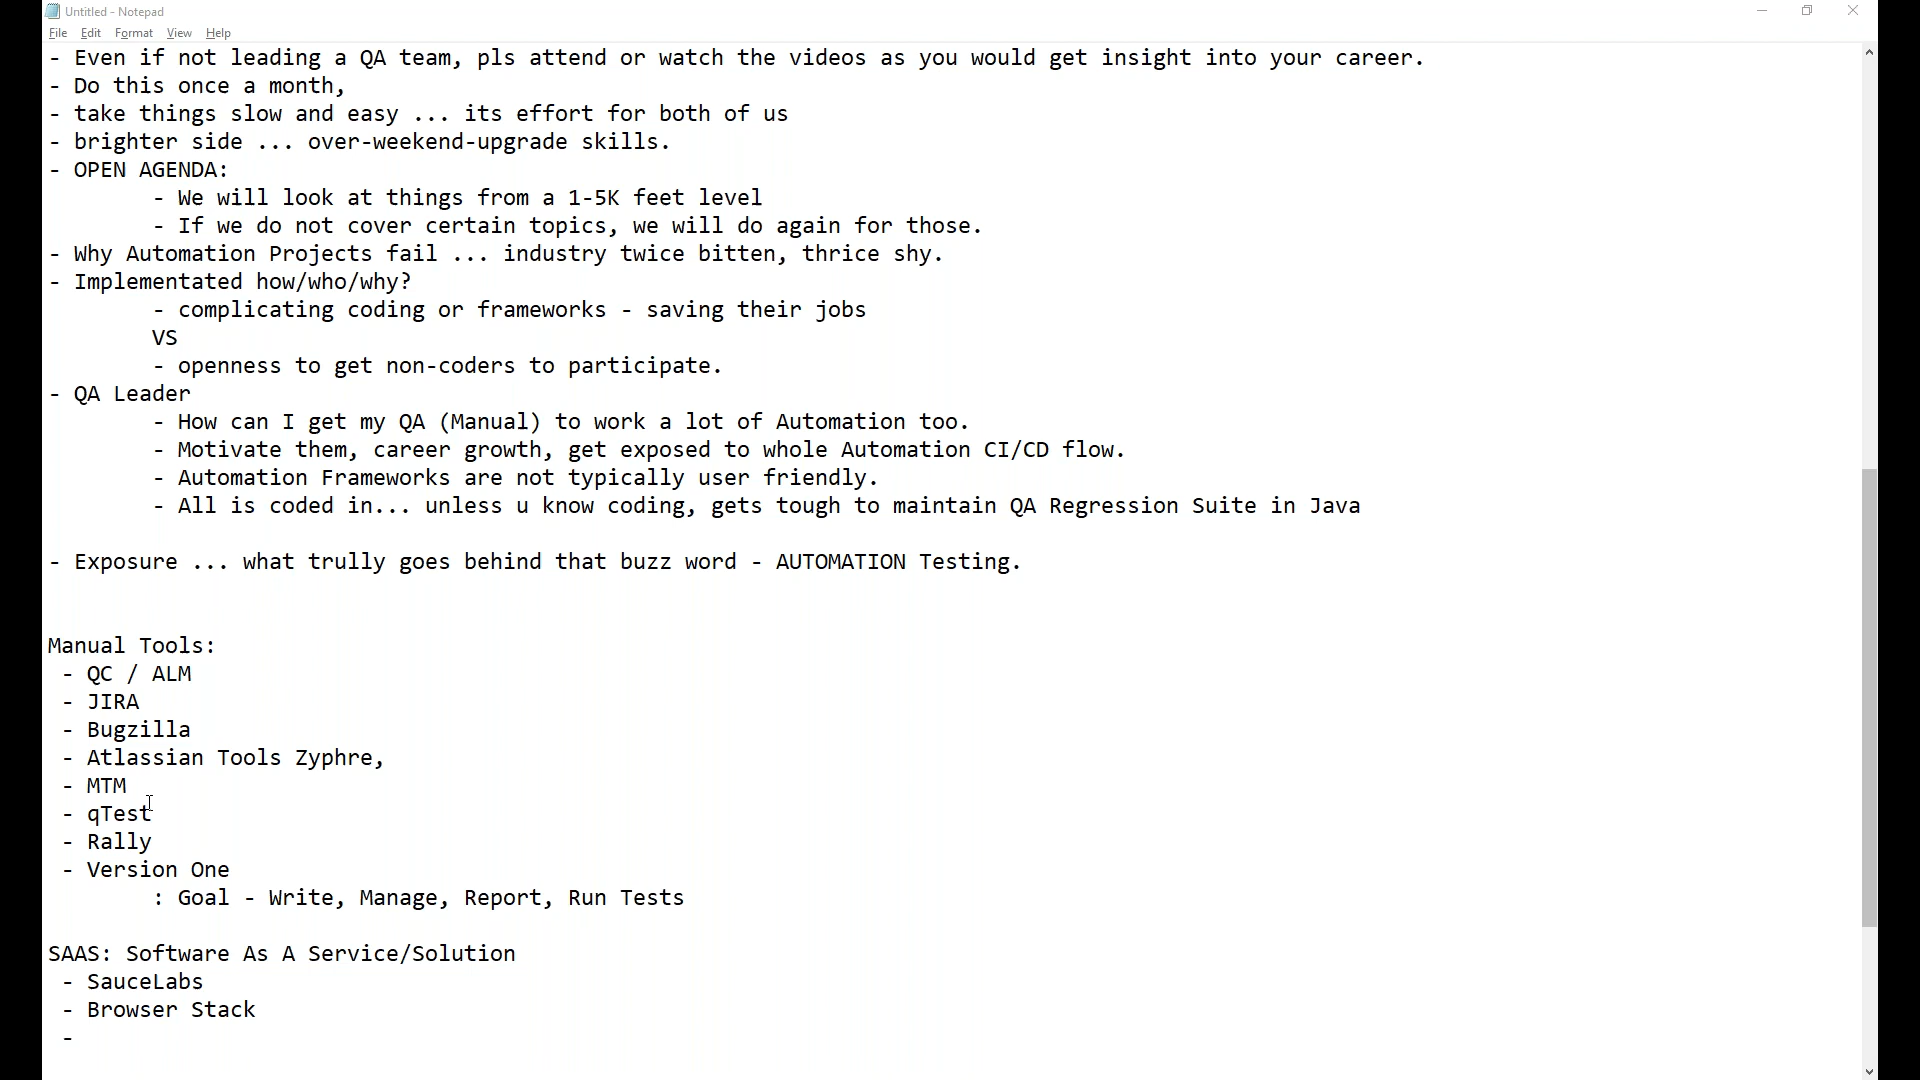 Untitled - Notepad
File Edit Format View Help
- Even if not leading a QA team, pls attend or watch the videos as you would get insight into your career.
- Do this once a month,
- take things slow and easy ... its effort for both of us
- brighter side ... over-weekend-upgrade skills.
- OPEN AGENDA:
- We will look at things from a 1-5K feet level
- If we do not cover certain topics, we will do again for those.
- Why Automation Projects fail ... industry twice bitten, thrice shy.
- Implementated how/who/why?
- complicating coding or frameworks - saving their jobs
VS
- openness to get non-coders to participate.
- QA Leader
- How can I get my QA (Manual) to work a lot of Automation too.
- Motivate them, career growth, get exposed to whole Automation CI/CD flow.
- Automation Frameworks are not typically user friendly.
- All is coded in... unless u know coding, gets tough to maintain QA Regression Suite in Java
- Exposure ... what trully goes behind that buzz word - AUTOMATION Testing.
Manual Tools:
- QC / ALM
- JIRA
- Bugzilla
- Atlassian Tools Zyphre,
- MTM
- qTest
- Rally
- Version One
: Goal - Write, Manage, Report, Run Tests
SAAS: Software As A Service/Solution
- SauceLabs
- Browser Stack
-